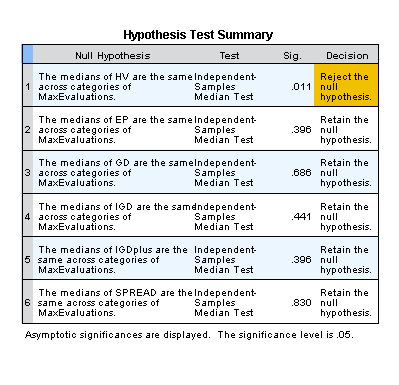 Hypothesis Test Summary
Null Hypothesis Test Sig. Decision
1 The medians of HV are the same across categories of MaxEvaluations. Independent-Samples Median Test .011 Reject the null hypothesis.
2 The medians of EP are the same across categories of MaxEvaluations. Independent-Samples Median Test .396 Retain the null hypothesis.
3 The medians of GD are the same across categories of MaxEvaluations. Independent-Samples Median Test .686 Retain the null hypothesis.
4 The medians of IGD are the same across categories of MaxEvaluations. Independent-Samples Median Test .441 Retain the null hypothesis.
5 The medians of IGDplus are the same across categories of MaxEvaluations. Independent-Samples Median Test .396 Retain the null hypothesis.
6 The medians of SPREAD are the same across categories of MaxEvaluations. Independent-Samples Median Test .830 Retain the null hypothesis.
Asymptotic significances are displayed. The significance level is .05.